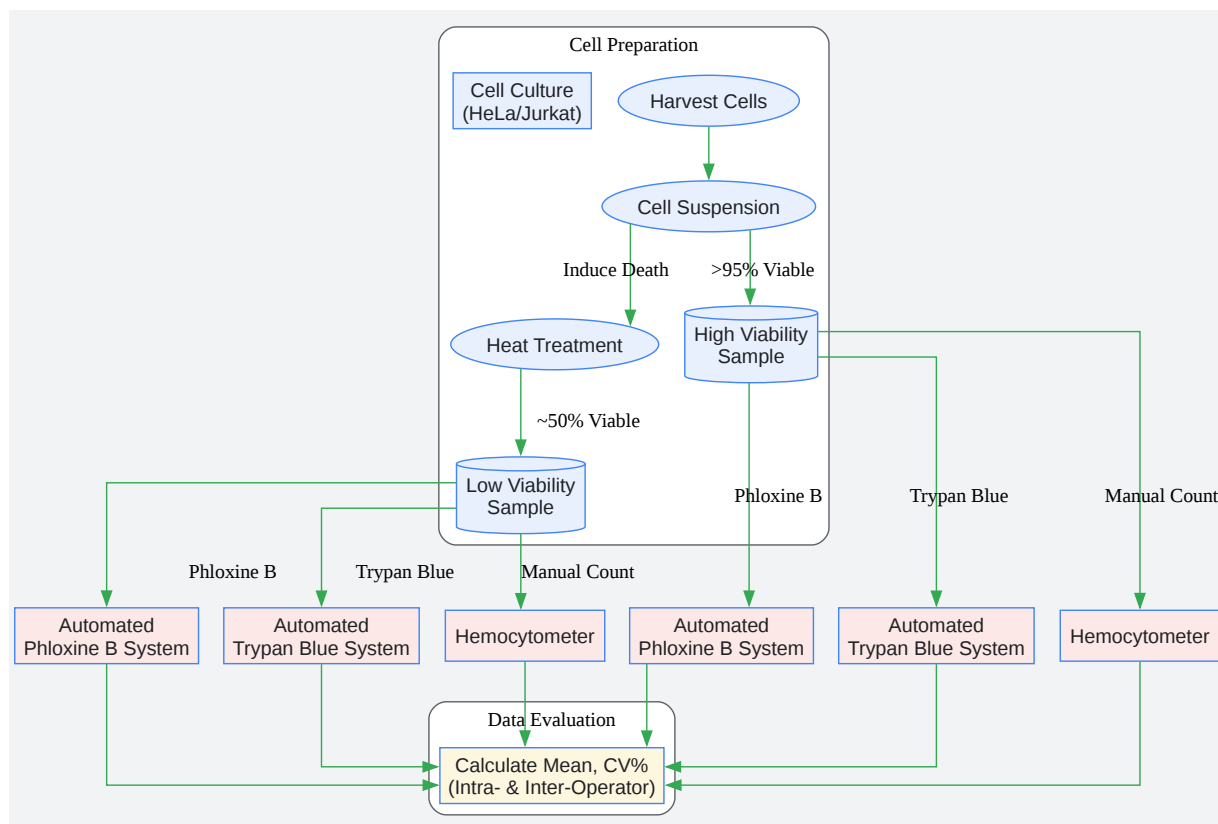 Cell Preparation
Cell Culture
(HeLa/Jurkat)
Harvest Cells
Cell Suspension
Induce Death
>95% Viable
Heat Treatment
High Viability
Sample
~50% Viable
Low Viability
Sample
Phloxine B
Trypan Blue
Manual Count
Phloxine B
Trypan Blue
Manual Count
Automated
Phloxine B System
Automated
Trypan Blue System
Hemocytometer
Automated
Phloxine B System
Automated
Trypan Blue System
Hemocytometer
Data Evaluation
Calculate Mean, CV%
(Intra- & Inter-Operator)